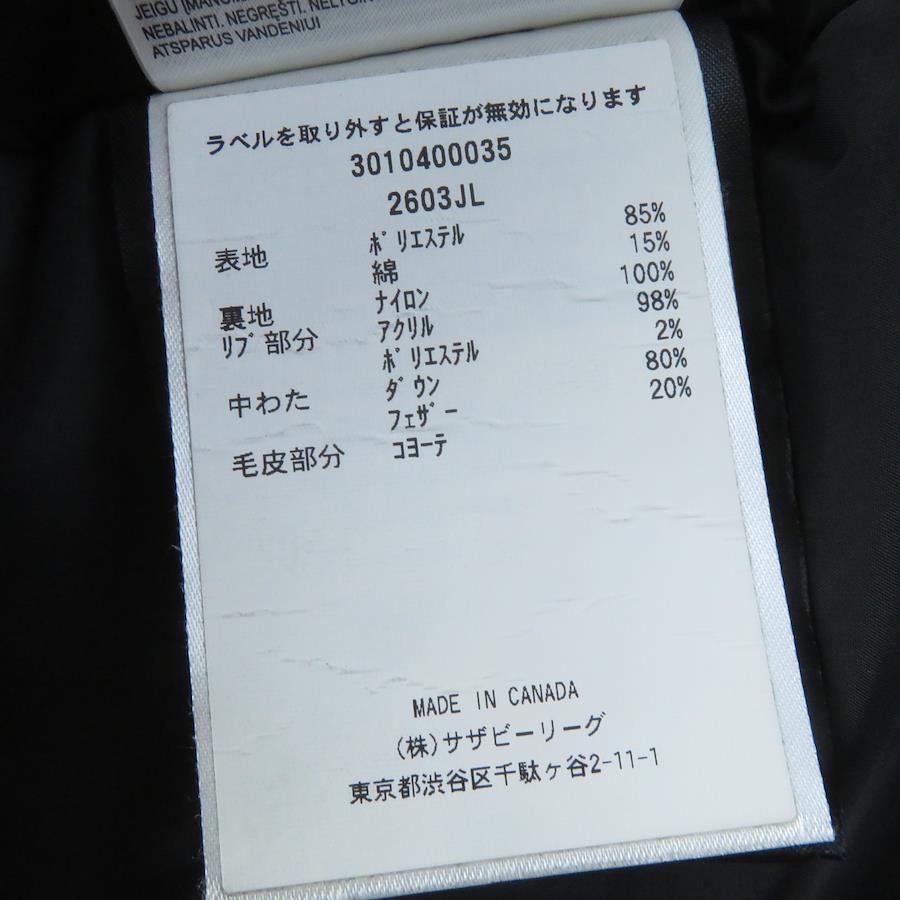 JEIGU
NEBALINTI. NEGRĘŠTI.
ATSPARUS VANDENIUI
ラベルを取り外すと保証が無効になります
3010400035
2603JL
表地 ポリエステル 85%
綿 15%
裏地 ナイロン 100%
リブ部分 アクリル 98%
ポリエステル 2%
中わた ダウン 80%
フェザー 20%
毛皮部分 コヨーテ
MADE IN CANADA
(株)サザビーリーグ
東京都渋谷区千駄ヶ谷2-11-1